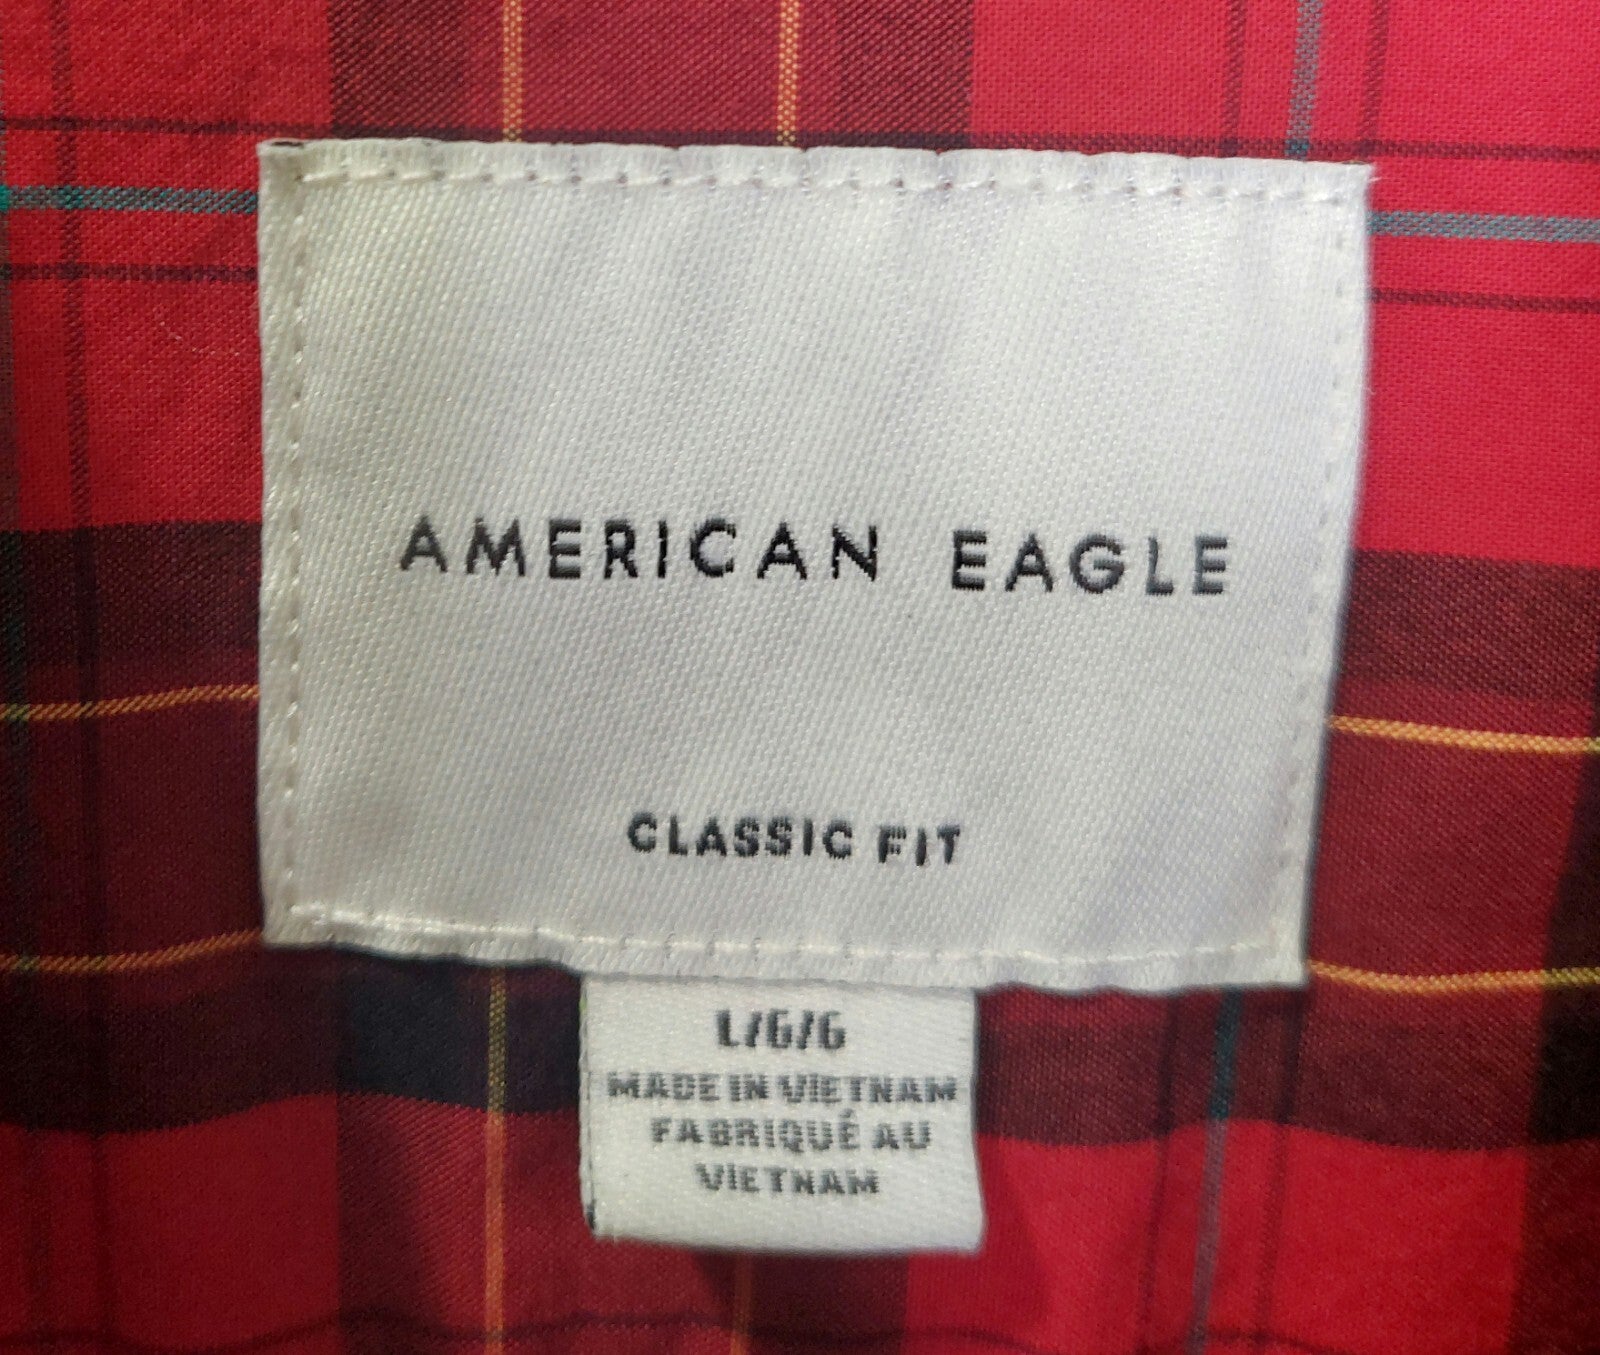 AMERICAN EAGLE
CLASSIC FIT
L/G/G
MADE IN VIETNAM
FABRIQUÉ AU
VIETNAM